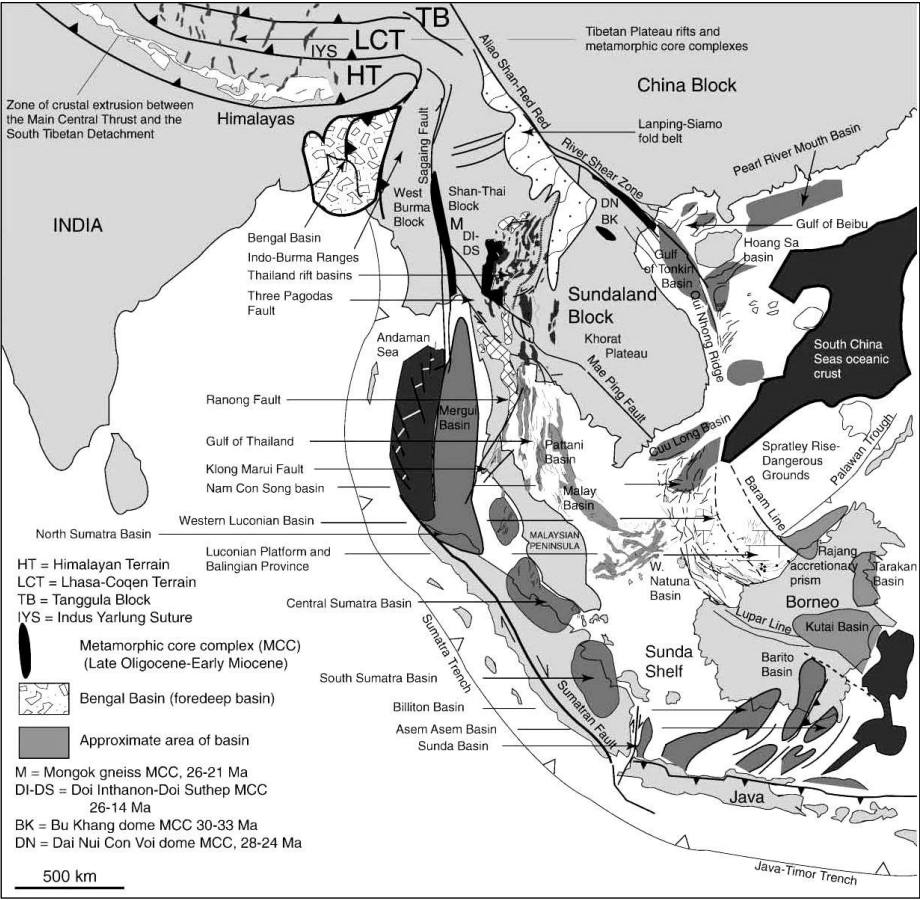 TB
LCT
IYS
HT
Tibetan Plateau rifts and
metamorphic core complexes
China Block
Ailao Shan-Red Red
River Shear Zone
Zone of crustal extrusion between
the Main Central Thrust and the
South Tibetan Detachment
Himalayas
Lanping-Siamo
fold belt
Pearl River Mouth Basin
Sagaing Fault
INDIA
West
Burma
Block
Shan-Thai
Block
M
DI-
DS
DN
BK
Gulf of Beibu
Hoang Sa
basin
Gulf
of Tonkin
Basin
Bengal Basin
Indo-Burma Ranges
Thailand rift basins
Three Pagodas
Fault
Sundaland
Block
Khorat
Plateau
Qui Nhong Ridge
South China
Seas oceanic
crust
Andaman
Sea
Mae Ping Fault
Ranong Fault
Mergui
Basin
Gulf of Thailand
Pattani
Basin
Cuu Long Basin
Spratley Rise-
Dangerous
Grounds
Palawan Trough
Klong Marui Fault
Nam Con Song basin
Malay
Basin
Baram Line
Western Luconian Basin
North Sumatra Basin
MALAYSIAN
PENINSULA
Luconian Platform and
Balingian Province
W.
Natuna
Basin
Rajang
accretionary
prism
Tarakan
Basin
HT = Himalayan Terrain
LCT = Lhasa-Coqen Terrain
TB = Tanggula Block
IYS = Indus Yarlung Suture
Central Sumatra Basin
Borneo
Lupar Line
Kutai Basin
Metamorphic core complex (MCC)
(Late Oligocene-Early Miocene)
Sumatra Trench
Sunda
Shelf
Barito
Basin
South Sumatra Basin
Bengal Basin (foredeep basin)
Billiton Basin
Sumatran Fault
Asem Asem Basin
Sunda Basin
Approximate area of basin
M = Mongok gneiss MCC, 26-21 Ma
DI-DS = Doi Inthanon-Doi Suthep MCC
26-14 Ma
BK = Bu Khang dome MCC 30-33 Ma
DN = Dai Nui Con Voi dome MCC, 28-24 Ma
Java
Java-Timor Trench
500 km